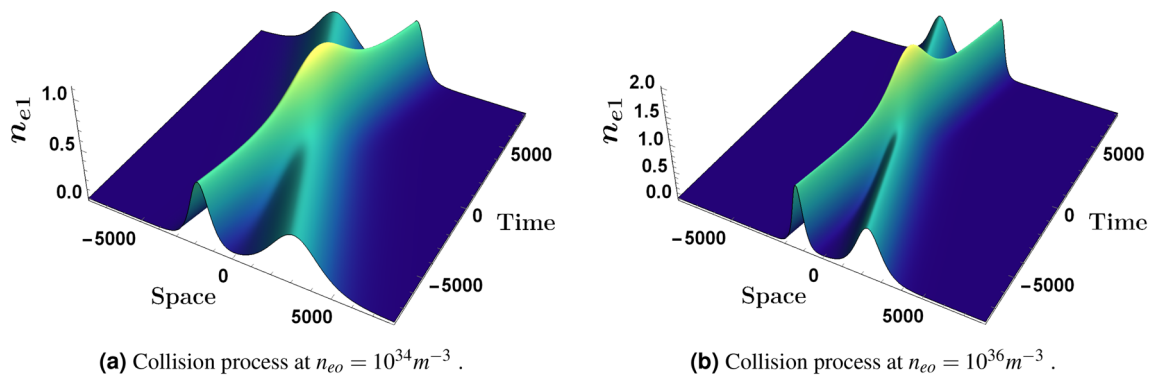 1.0
0.5
0.0
n_{e1}
−5000
0
5000
Space
5000
0
−5000
Time
(a) Collision process at n_{eo} = 10^{34}m^{−3} .
2.0
1.5
1.0
0.5
0.0
n_{e1}
−5000
0
5000
Space
5000
0
−5000
Time
(b) Collision process at n_{eo} = 10^{36}m^{−3} .